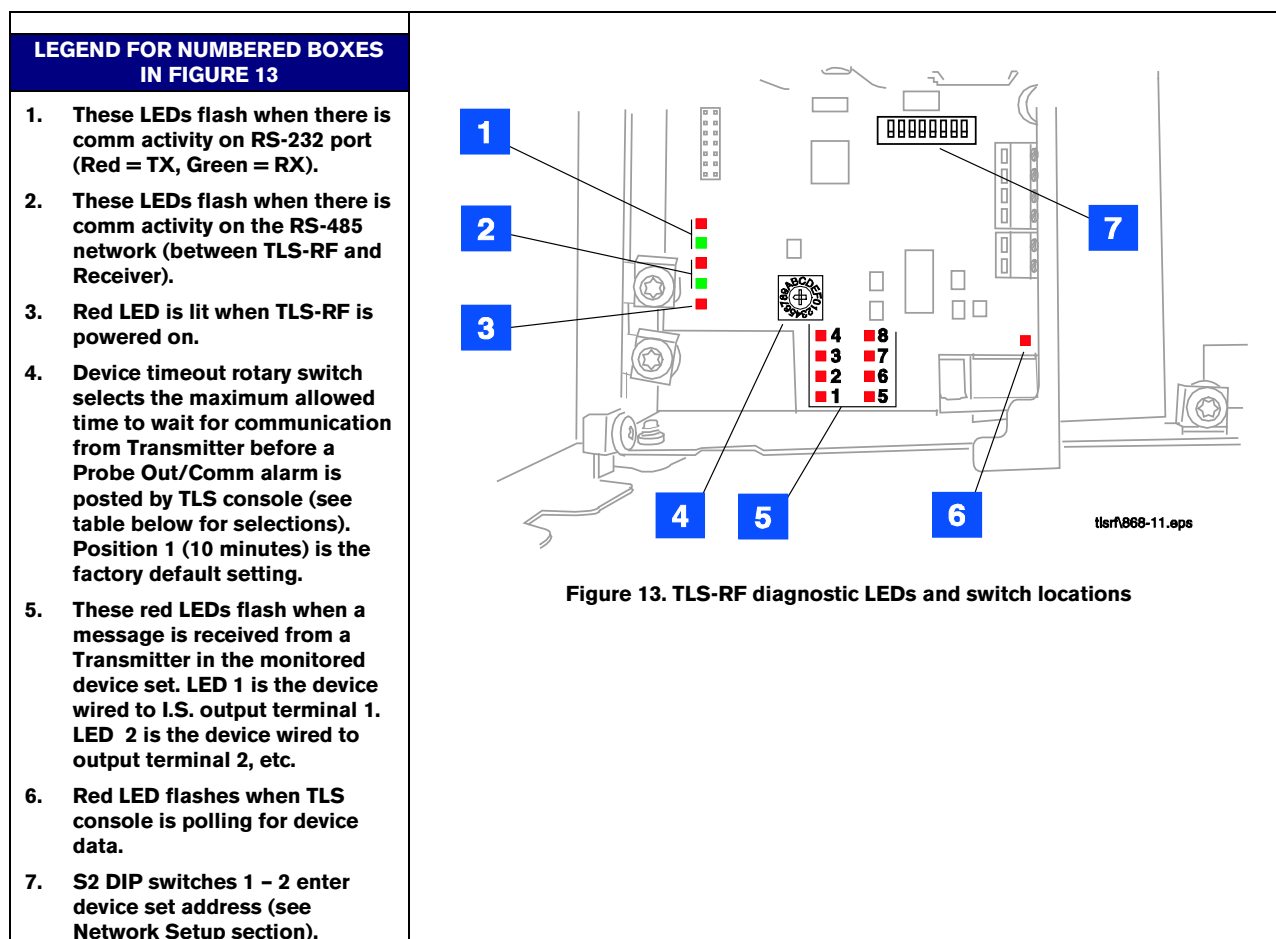 LEGEND FOR NUMBERED BOXES
IN FIGURE 13
1. These LEDs flash when there is
comm activity on RS-232 port
(Red = TX, Green = RX).
2. These LEDs flash when there is
comm activity on the RS-485
network (between TLS-RF and
Receiver).
3. Red LED is lit when TLS-RF is
powered on.
4. Device timeout rotary switch
selects the maximum allowed
time to wait for communication
from Transmitter before a
Probe Out/Comm alarm is
posted by TLS console (see
table below for selections).
Position 1 (10 minutes) is the
factory default setting.
5. These red LEDs flash when a
message is received from a
Transmitter in the monitored
device set. LED 1 is the device
wired to I.S. output terminal 1.
LED 2 is the device wired to
output terminal 2, etc.
6. Red LED flashes when TLS
console is polling for device
data.
7. S2 DIP switches 1 – 2 enter
device set address (see
Network Setup section).
1
2
3
7
0123456789ABCDEF
4 8
3 7
2 6
1 5
4
5
6
tlsrf\868-11.eps
Figure 13. TLS-RF diagnostic LEDs and switch locations